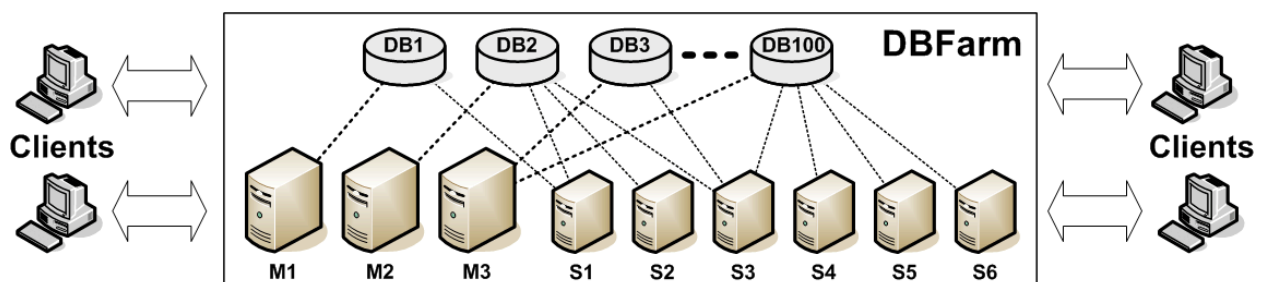 DB1
DB2
DB3
DB100
DBFarm
Clients
Clients
M1
M2
M3
S1
S2
S3
S4
S5
S6